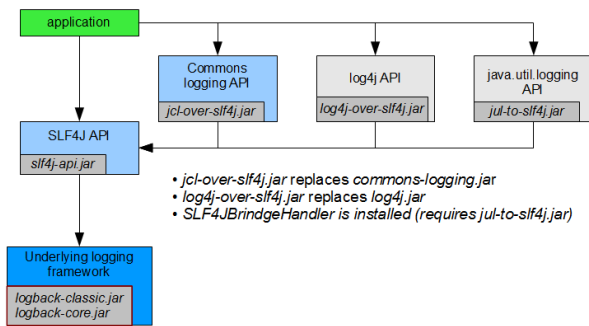 application
Commons
logging API
jcl-over-slf4j.jar
log4j API
log4j-over-slf4j.jar
java.util.logging
API
jul-to-slf4j.jar
SLF4J API
slf4j-api.jar
• jcl-over-slf4j.jar replaces commons-logging.jar
• log4j-over-slf4j.jar replaces log4j.jar
• SLF4JBrindgeHandler is installed (requires jul-to-slf4j.jar)
Underlying logging
framework
logback-classic.jar
logback-core.jar